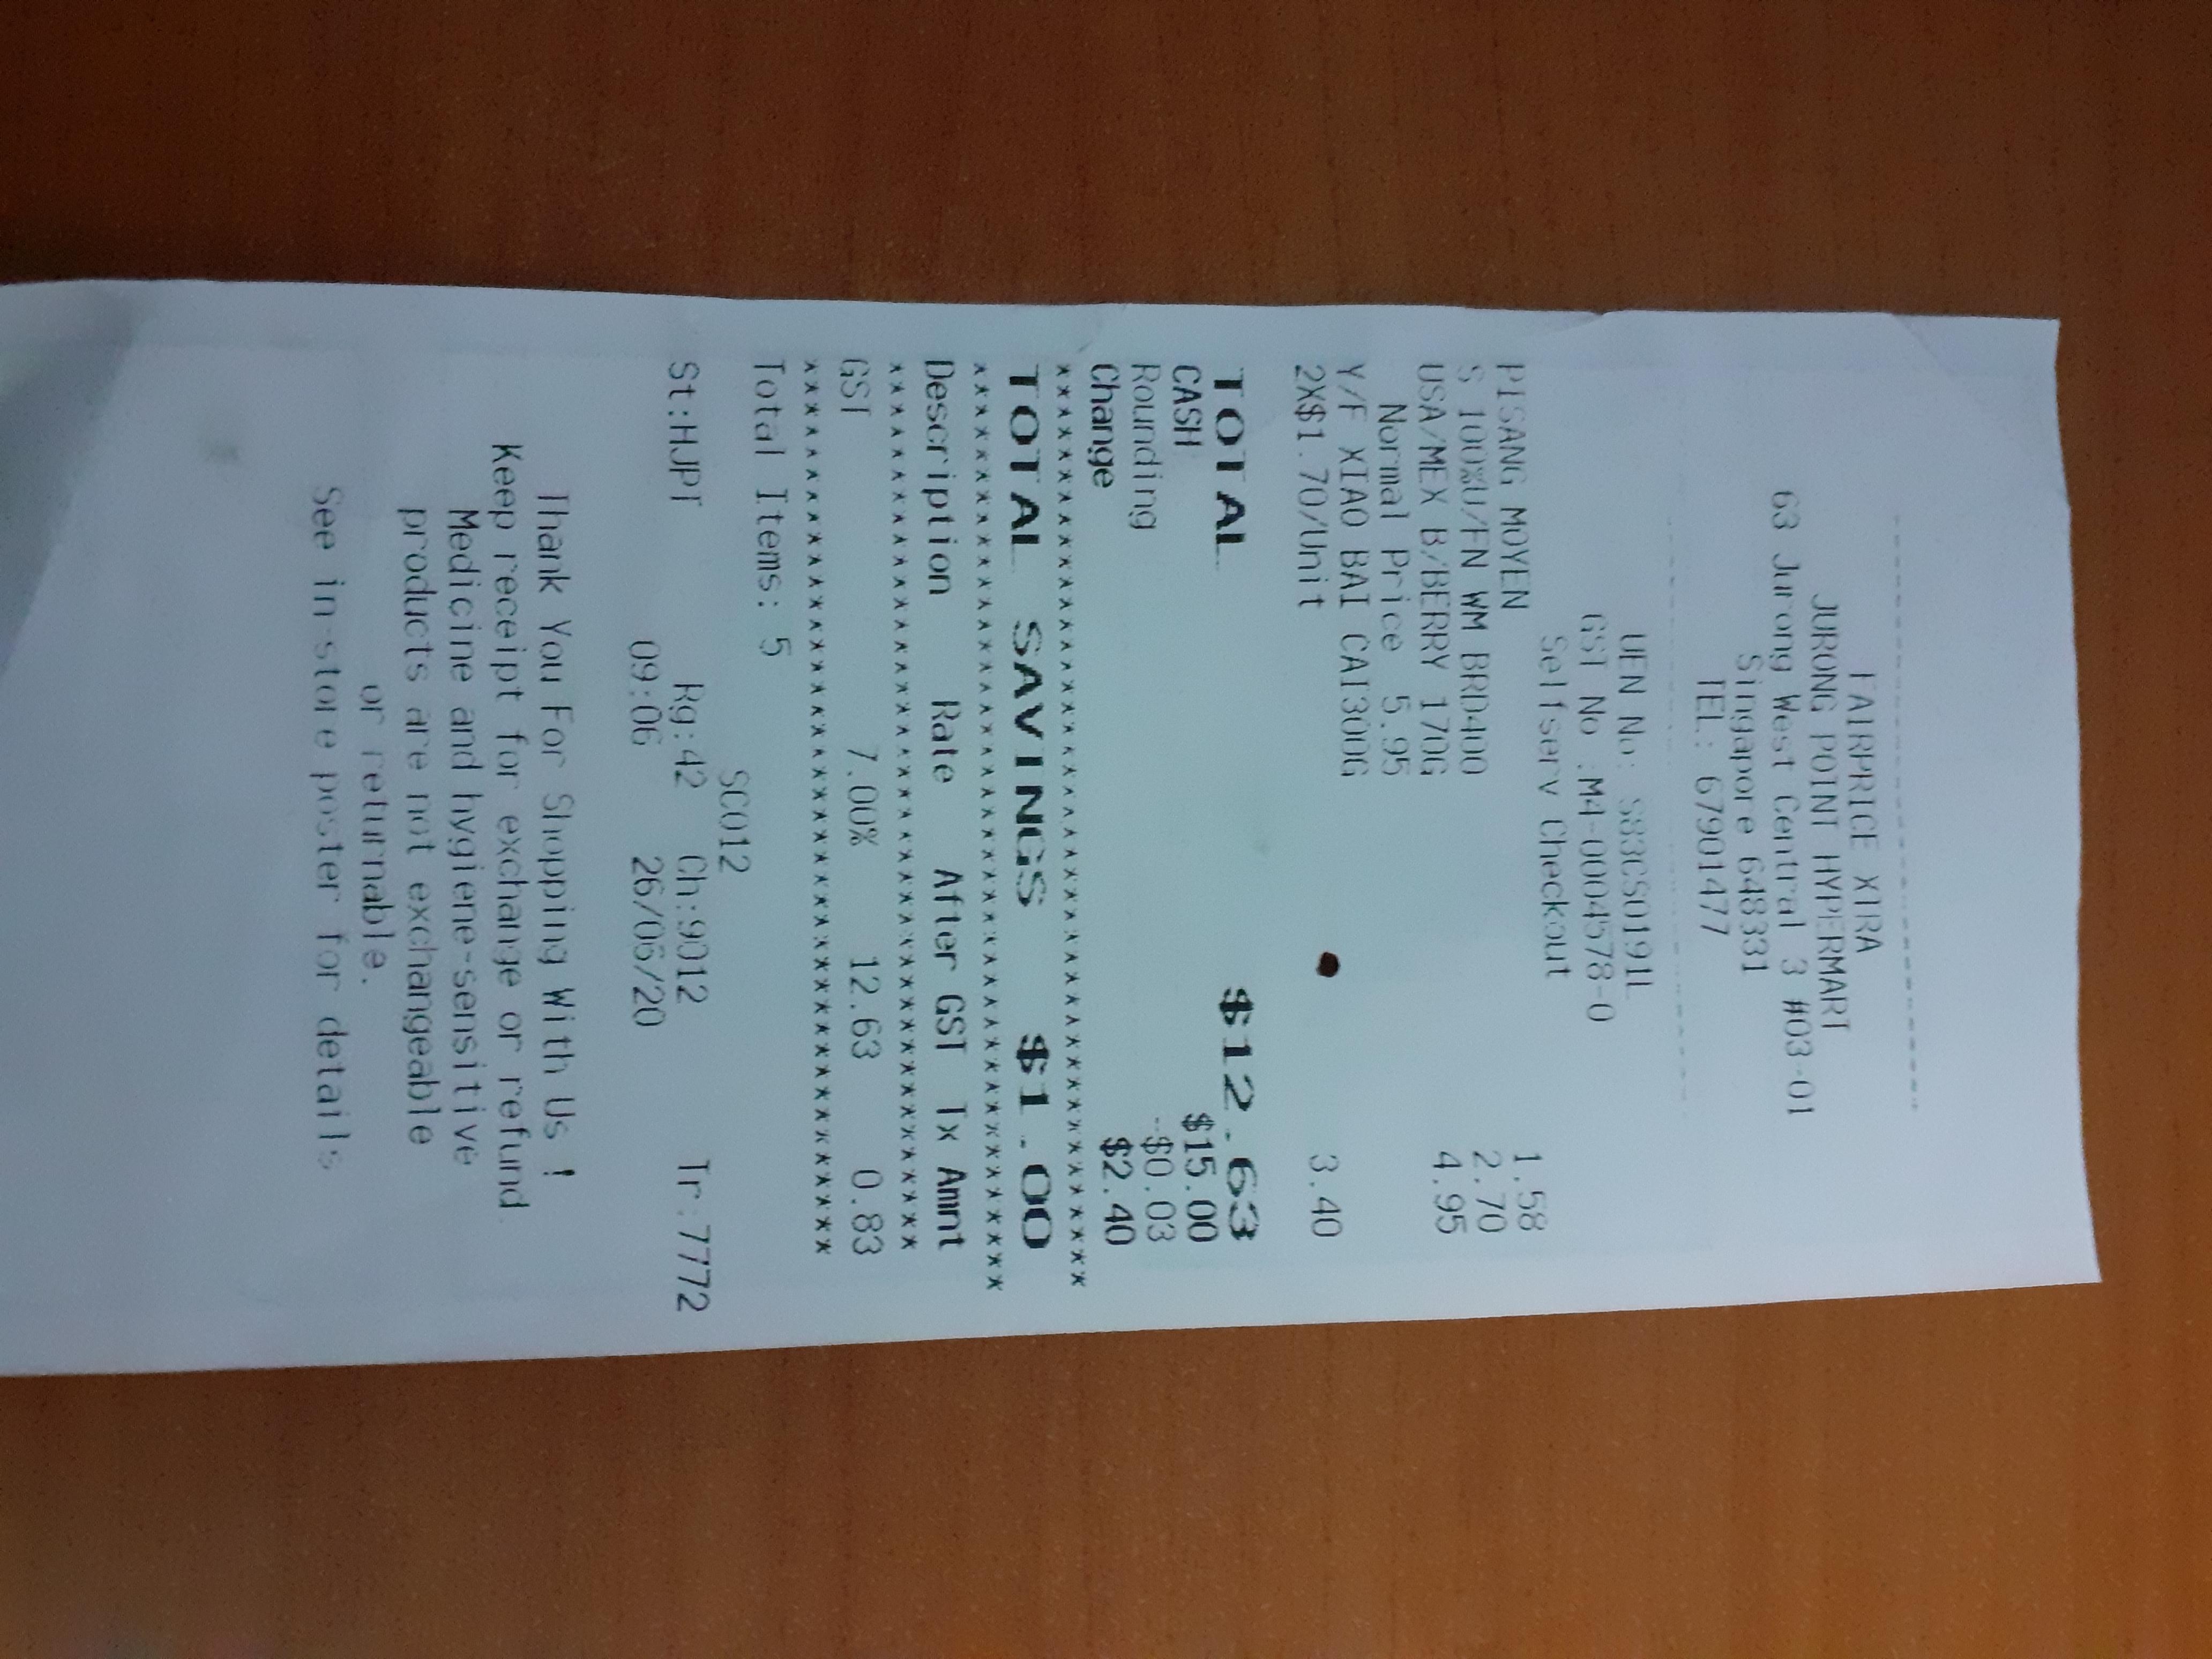 FAIRPRICE XTRA
JURONG POINT HYPERMART
63 Jurong West Central 3 #03-01
Singapore 648331
TEL: 67901477
UEN No: S83CS0191L
GST No :M4-0004578-0
Selfserv Checkout
PISANG MOYEN 1.58
S 100%U/FN WM BRD400 2.70
USA/MEX B/BERRY 170G 4.95
Normal Price 5.95
Y/F XIAO BAI CAI300G
2X$1.70/Unit 3.40
TOTAL $12.63
CASH $15.00
Rounding -$0.03
Change $2.40
********************************************
TOTAL SAVINGS $1.00
********************************************
Description Rate After GST Tx Amnt
******************************************
GST 7.00% 12.63 0.83
******************************************
Total Items: 5
SC012
St:HJPT Rg:42 Ch:9012 Tr:7772
09:06 26/06/20
Thank You For Shopping With Us !
Keep receipt for exchange or refund.
Medicine and hygiene-sensitive
products are not exchangeable
or returnable.
See in-store poster for details